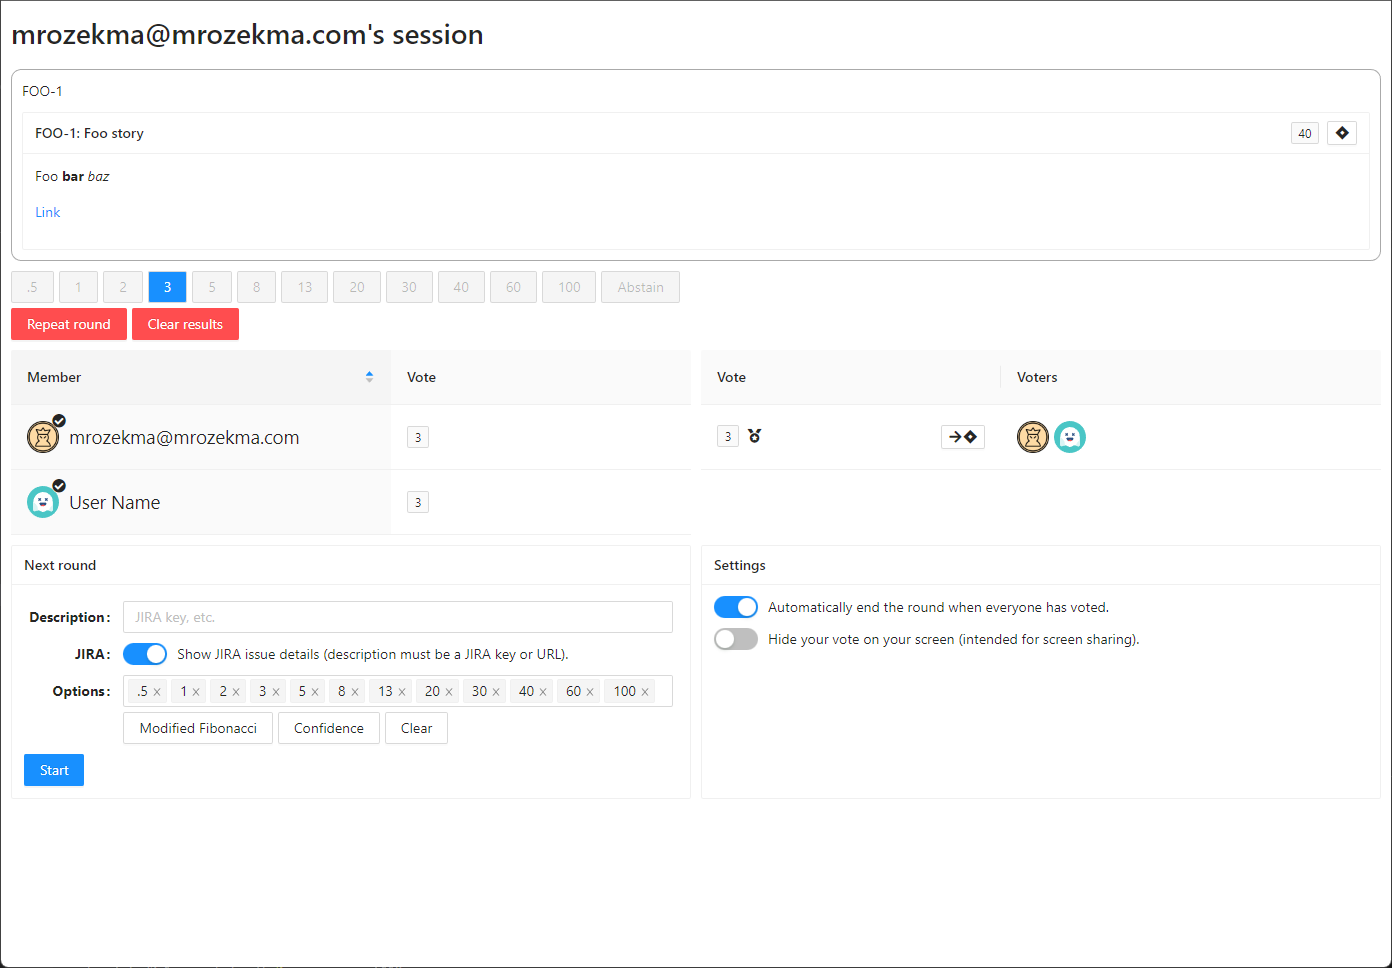 mrozekma@mrozekma.com's session
FOO-1
FOO-1: Foo story 40
Foo bar baz
Link
.5 1 2 3 5 8 13 20 30 40 60 100 Abstain
Repeat round Clear results
Member Vote Vote Voters
mrozekma@mrozekma.com 3 3
User Name 3
Next round
Description: JIRA key, etc.
JIRA: Show JIRA issue details (description must be a JIRA key or URL).
Options: .5 × 1 × 2 × 3 × 5 × 8 × 13 × 20 × 30 × 40 × 60 × 100 ×
Modified Fibonacci Confidence Clear
Start
Settings
Automatically end the round when everyone has voted.
Hide your vote on your screen (intended for screen sharing).